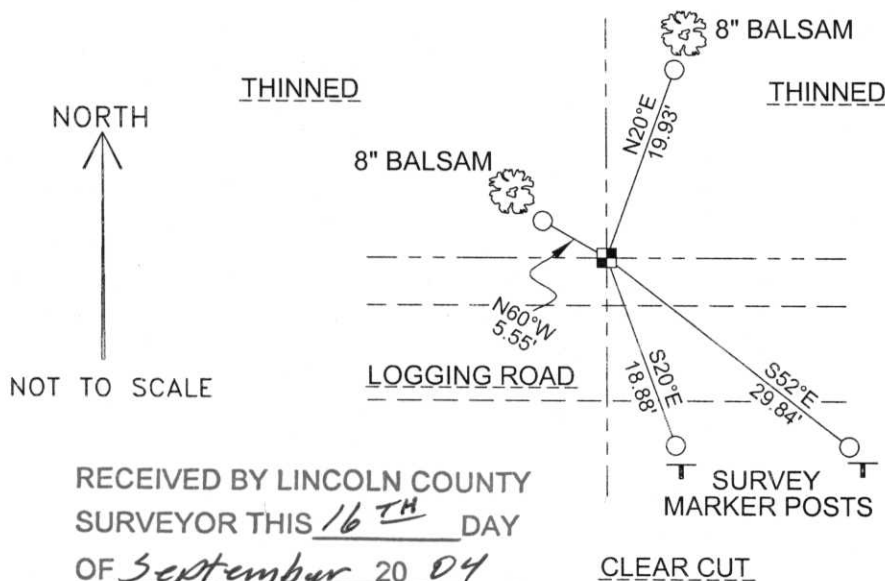 8" BALSAM
THINNED
THINNED
NORTH
N20°E
19.93'
8" BALSAM
N60°W
5.55'
LOGGING ROAD
S20°E
18.88'
S52°E
29.84'
NOT TO SCALE
SURVEY
MARKER POSTS
RECEIVED BY LINCOLN COUNTY
SURVEYOR THIS 16TH DAY
OF September 20 04
CLEAR CUT